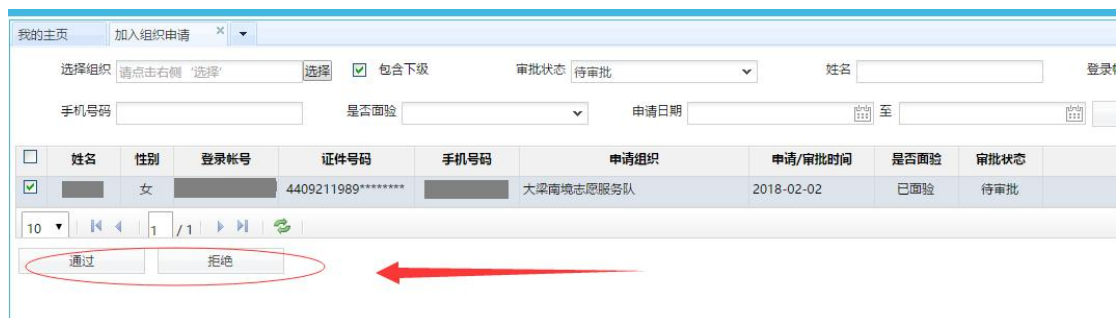 我的主页 加入组织申请
选择组织 请点击右侧 '选择' 选择 包含下级 审批状态 待审批 姓名 登录
手机号码 是否面验 申请日期 至
姓名 性别 登录帐号 证件号码 手机号码 申请组织 申请/审批时间 是否面验 审批状态
女 4409211989******** 大梁南境志愿服务队 2018-02-02 已面验 待审批
10 1 / 1
通过 拒绝